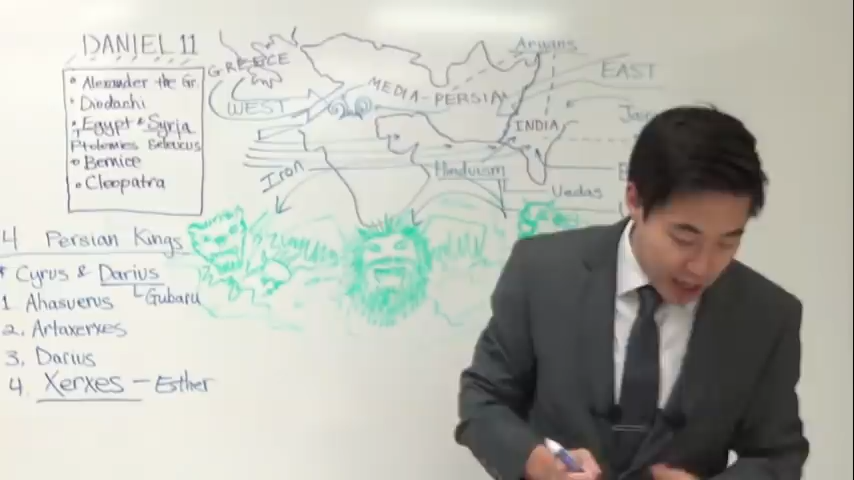 DANIEL 11
• Alexander the Gr.
• Diadachi
• Egypt & Syria
Ptolemies Seleucus
• Bernice
• Cleopatra
4 Persian Kings
* Cyrus & Darius
Gubaru
1. Ahasuerus
2. Artaxerxes
3. Darius
4. Xerxes – Esther
GREECE
WEST
MEDIA-PERSIA
Aryans
EAST
INDIA
Iron
Hinduism
Vedas